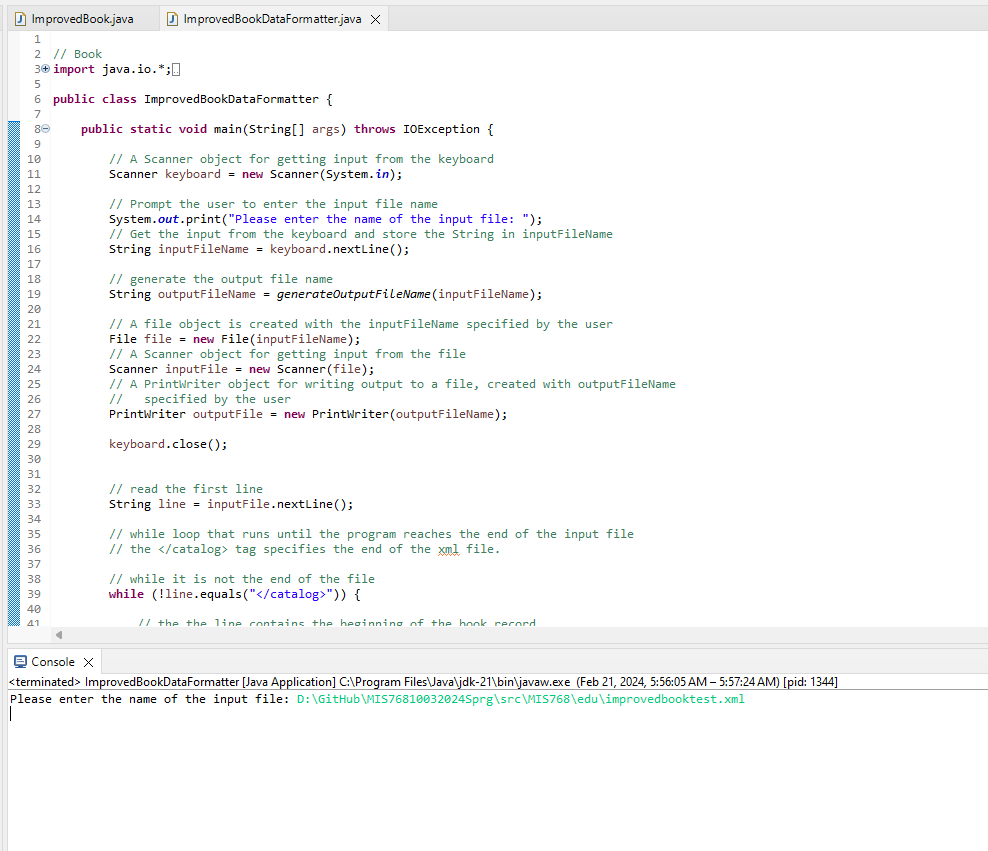 ImprovedBook.java ImprovedBookDataFormatter.java
1
2 // Book
3 import java.io.*;
5
6 public class ImprovedBookDataFormatter {
7
8 public static void main(String[] args) throws IOException {
9
10 // A Scanner object for getting input from the keyboard
11 Scanner keyboard = new Scanner(System.in);
12
13 // Prompt the user to enter the input file name
14 System.out.print("Please enter the name of the input file: ");
15 // Get the input from the keyboard and store the String in inputFileName
16 String inputFileName = keyboard.nextLine();
17
18 // generate the output file name
19 String outputFileName = generateOutputFileName(inputFileName);
20
21 // A file object is created with the inputFileName specified by the user
22 File file = new File(inputFileName);
23 // A Scanner object for getting input from the file
24 Scanner inputFile = new Scanner(file);
25 // A PrintWriter object for writing output to a file, created with outputFileName
26 // specified by the user
27 PrintWriter outputFile = new PrintWriter(outputFileName);
28
29 keyboard.close();
30
31
32 // read the first line
33 String line = inputFile.nextLine();
34
35 // while loop that runs until the program reaches the end of the input file
36 // the </catalog> tag specifies the end of the xml file.
37
38 // while it is not the end of the file
39 while (!line.equals("</catalog>")) {
40
41 // the the line contains the beginning of the book record
Console
<terminated> ImprovedBookDataFormatter [Java Application] C:\Program Files\Java\jdk-21\bin\javaw.exe (Feb 21, 2024, 5:56:05 AM – 5:57:24 AM) [pid: 1344]
Please enter the name of the input file: D:\GitHub\MIS76810032024Sprg\src\MIS768\edu\improvedbooktest.xml